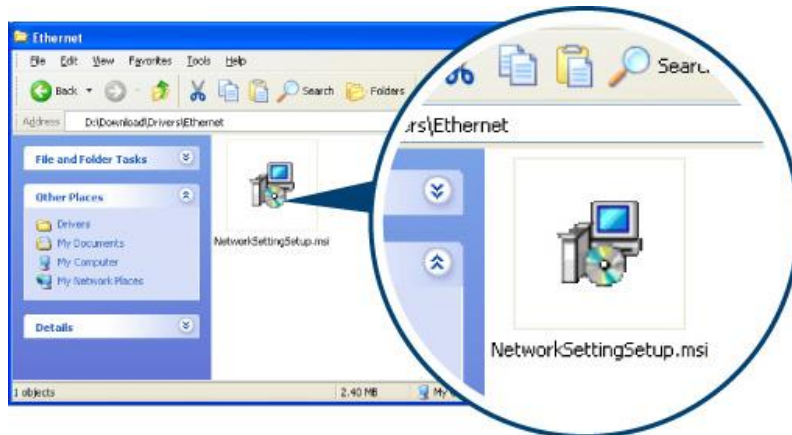 Ethernet
File Edit View Favorites Tools Help
Back Search Folders
Address D:\Download\Drivers\Ethernet
File and Folder Tasks
Other Places
Drivers
My Documents
My Computer
My Network Places
Details
NetworkSettingSetup.msi
1 objects 2.40 MB My
Sear
rs\Ethernet
NetworkSettingSetup.msi